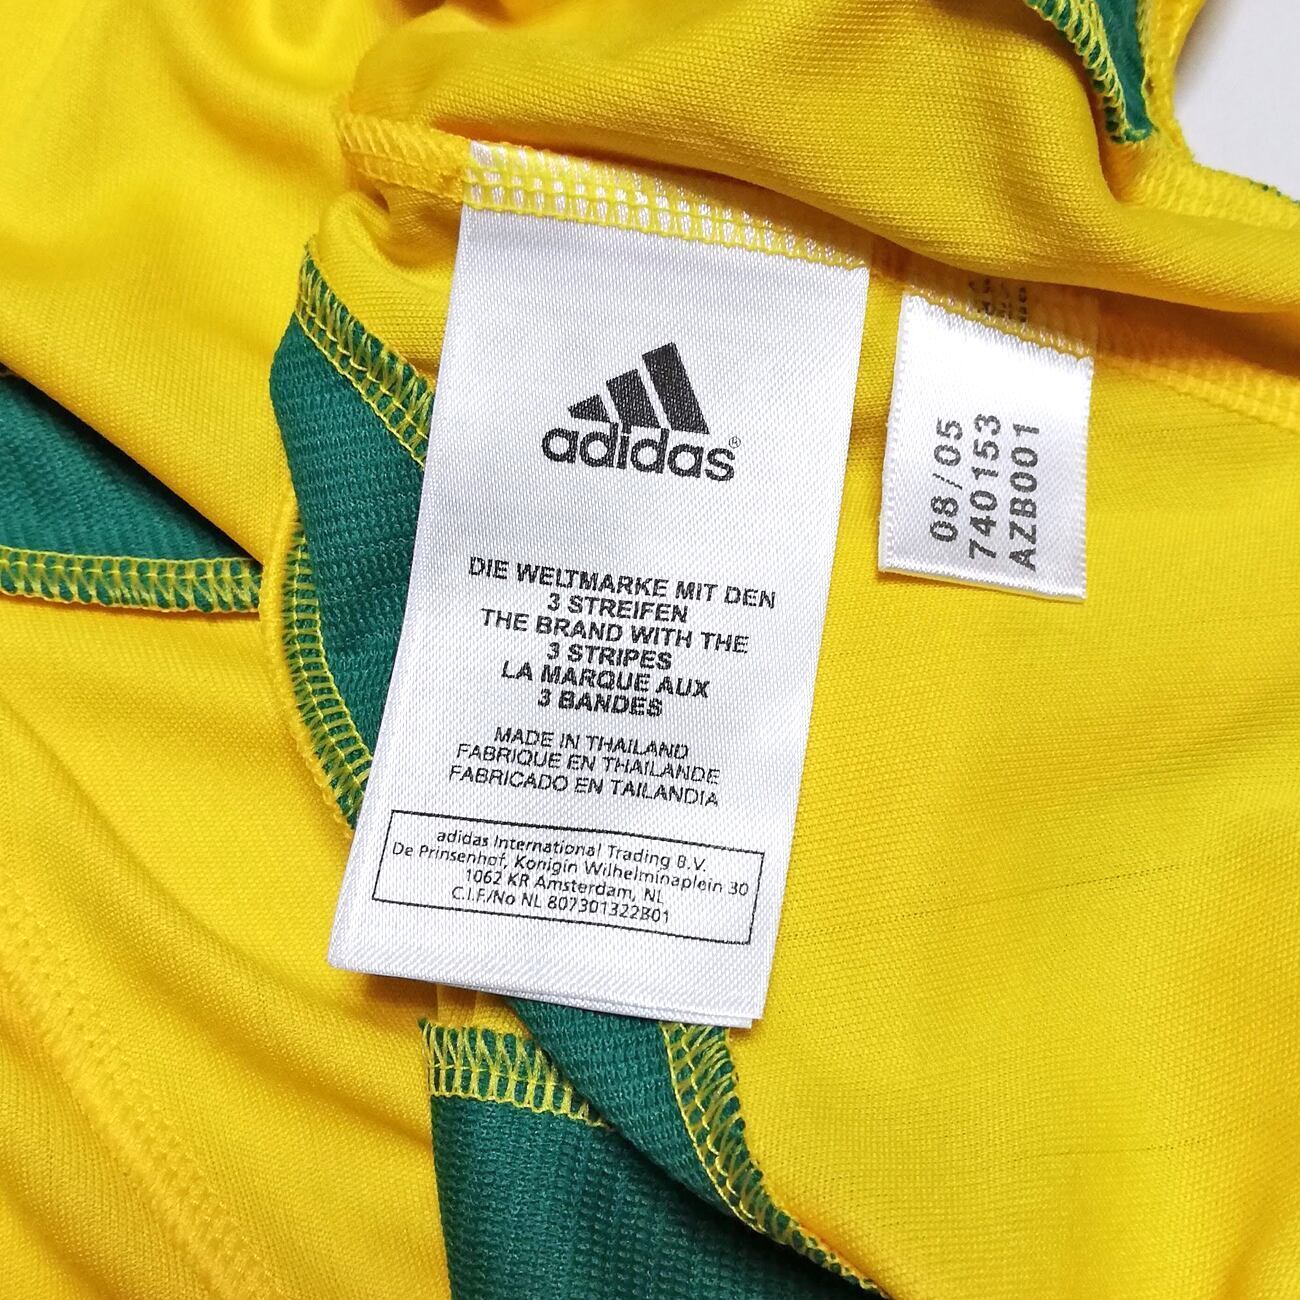 adidas®
DIE WELTMARKE MIT DEN
3 STREIFEN
THE BRAND WITH THE
3 STRIPES
LA MARQUE AUX
3 BANDES
MADE IN THAILAND
FABRIQUE EN THAILANDE
FABRICADO EN TAILANDIA
adidas International Trading B.V.
De Prinsenhof, Konigin Wilhelminaplein 30
1062 KR Amsterdam, NL
C.I.F/No NL 807301322B01
08/05
740153
AZB001